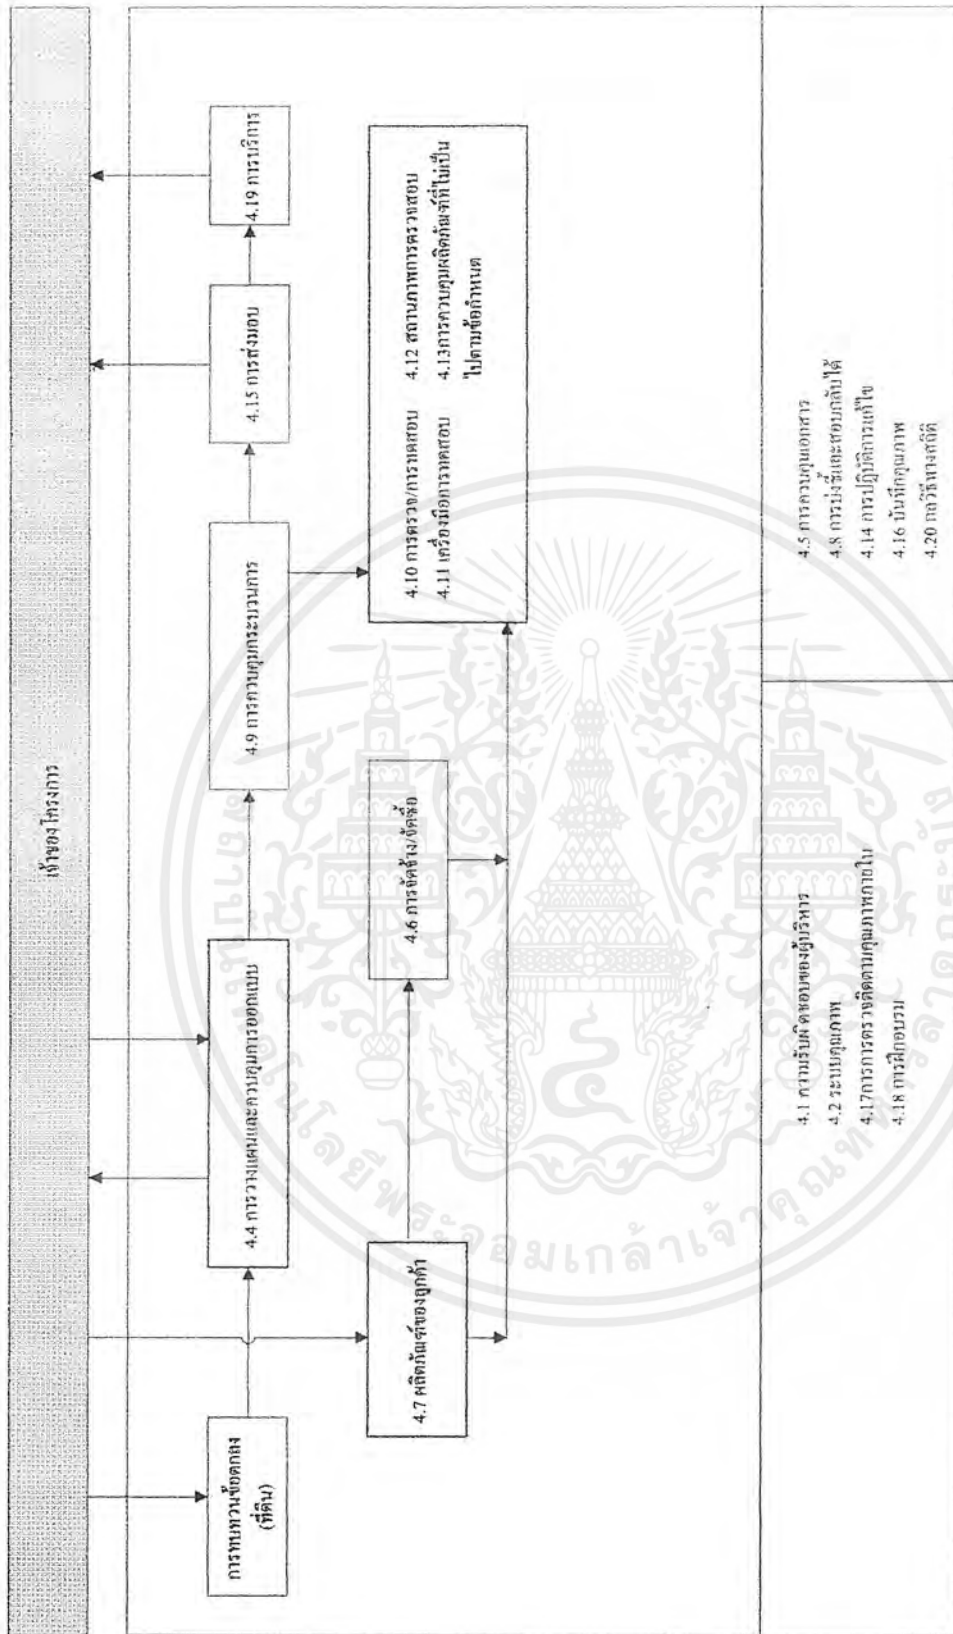 เจ้าของโครงการ
การทบทวนข้อตกลง
(ที่ดิน)
4.4 การวางแผนและควบคุมการออกแบบ
4.9 การควบคุมกระบวนการ
4.15 การส่งมอบ
4.19 การบริการ
4.7 ผลิตภัณฑ์ของลูกค้า
4.6 การจัดจ้าง/จัดซื้อ
4.10 การตรวจ/การทดสอบ
4.11 เครื่องมือการทดสอบ
4.12 สถานภาพการตรวจสอบ
4.13การควบคุมผลิตภัณฑ์ที่ไม่เป็น
ไปตามข้อกำหนด
4.1 ความรับผิดชอบของผู้บริหาร
4.2 ระบบคุณภาพ
4.17การการตรวจติดตามคุณภาพภายใน
4.18 การฝึกอบรม
4.5 การควบคุมเอกสาร
4.8 การบ่งชี้และสอบกลับได้
4.14 การปฏิบัติการแก้ไข
4.16 บันทึกคุณภาพ
4.20 กลวิธีทางสถิติ